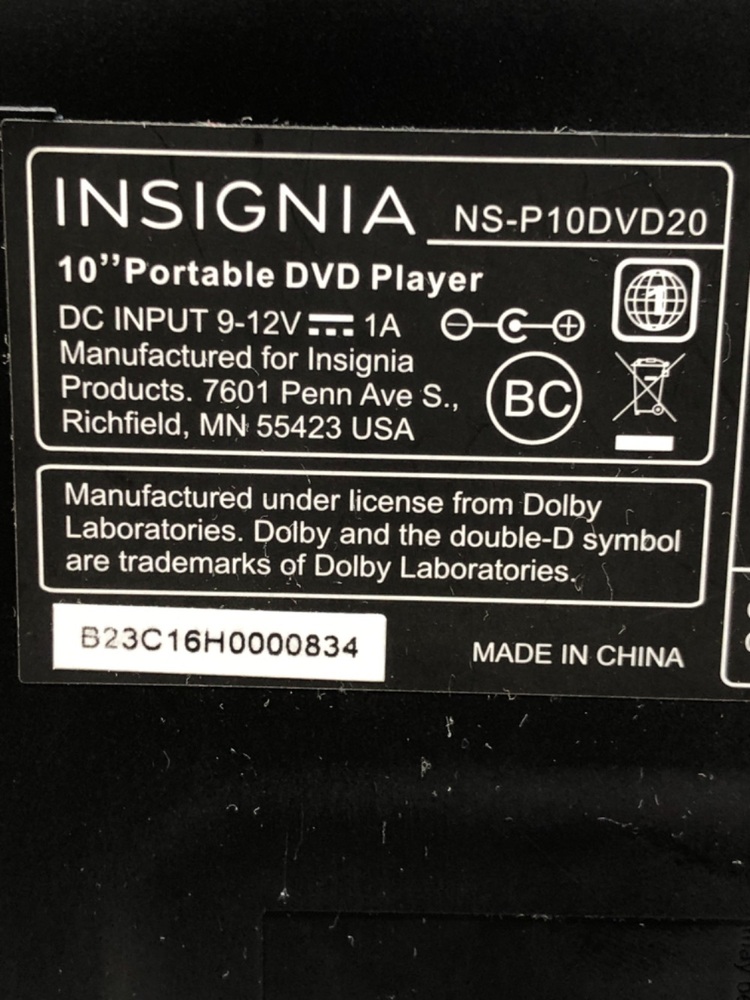 INSIGNIA NS-P10DVD20
10’’Portable DVD Player
DC INPUT 9-12V 1A
1
Manufactured for Insignia
Products. 7601 Penn Ave S.,
Richfield, MN 55423 USA
BC
Manufactured under license from Dolby
Laboratories. Dolby and the double-D symbol
are trademarks of Dolby Laboratories.
B23C16H0000834
MADE IN CHINA